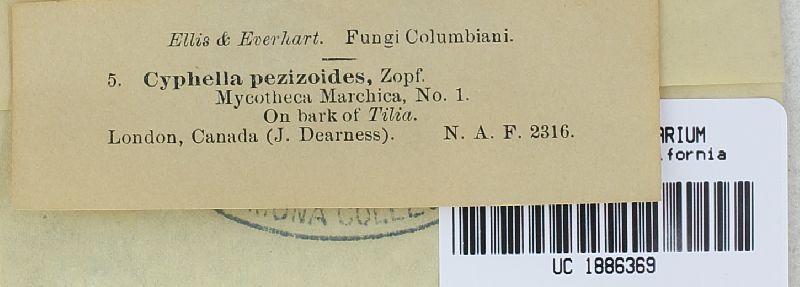 Ellis & Everhart. Fungi Columbiani.
5. Cyphella pezizoides, Zopf.
Mycotheca Marchica, No. 1.
On bark of Tilia.
London, Canada (J. Dearness). N. A. F. 2316.
UC 1886369